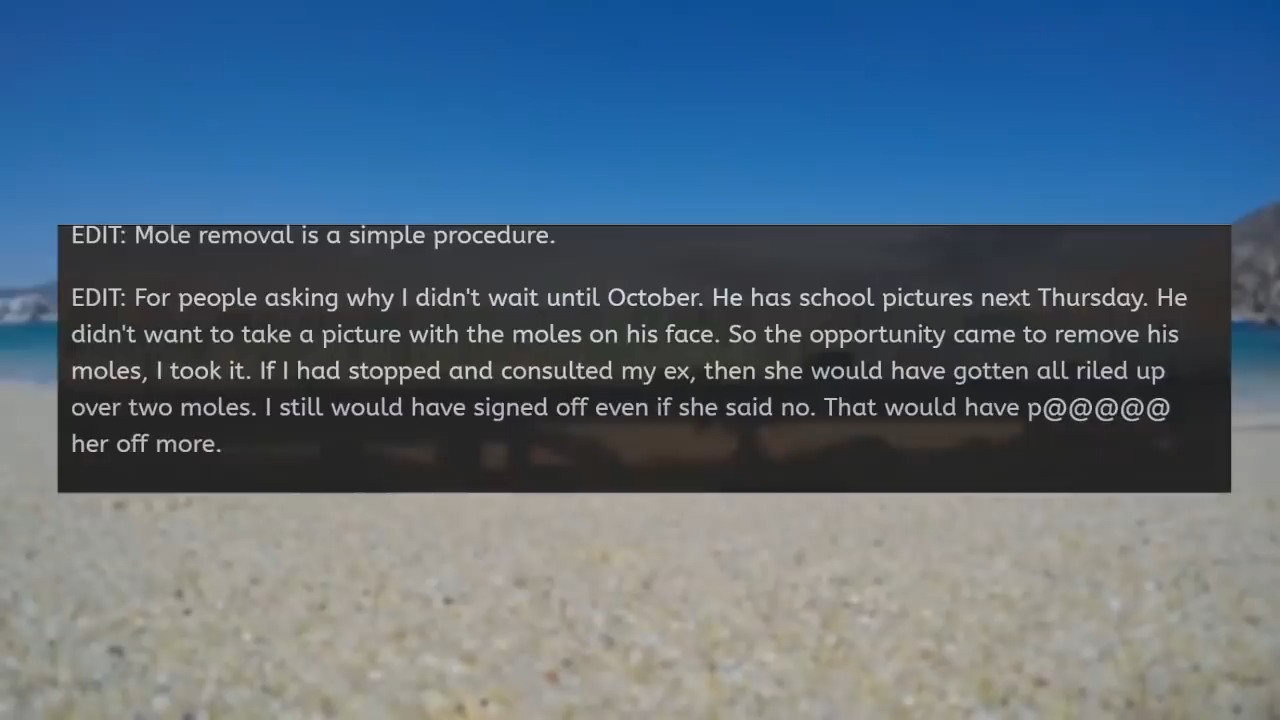 EDIT: Mole removal is a simple procedure.
EDIT: For people asking why I didn't wait until October. He has school pictures next Thursday. He
didn't want to take a picture with the moles on his face. So the opportunity came to remove his
moles, I took it. If I had stopped and consulted my ex, then she would have gotten all riled up
over two moles. I still would have signed off even if she said no. That would have p@@@@@
her off more.